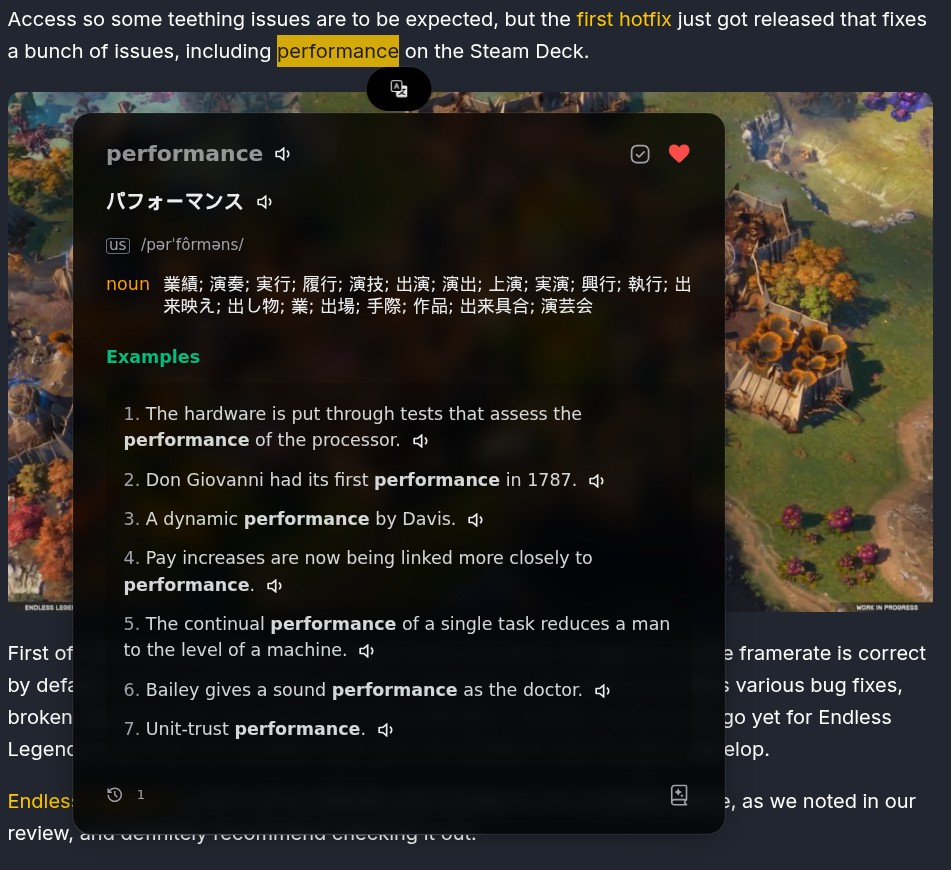 Access so some teething issues are to be expected, but the first hotfix just got released that fixes
a bunch of issues, including performance on the Steam Deck.
performance
パフォーマンス
us /pərˈfôrməns/
noun 業績; 演奏; 実行; 履行; 演技; 出演; 演出; 上演; 実演; 興行; 執行; 出
来映え; 出し物; 業; 出場; 手際; 作品; 出来具合; 演芸会
Examples
1. The hardware is put through tests that assess the
performance of the processor.
2. Don Giovanni had its first performance in 1787.
3. A dynamic performance by Davis.
4. Pay increases are now being linked more closely to
performance.
5. The continual performance of a single task reduces a man
to the level of a machine.
6. Bailey gives a sound performance as the doctor.
7. Unit-trust performance.
1
ENDLESS
WORK IN PROGRESS
First of framerate is correct
by various bug fixes,
broken go yet for Endless
Endless as we noted in our
review, and definitely recommend checking it out.